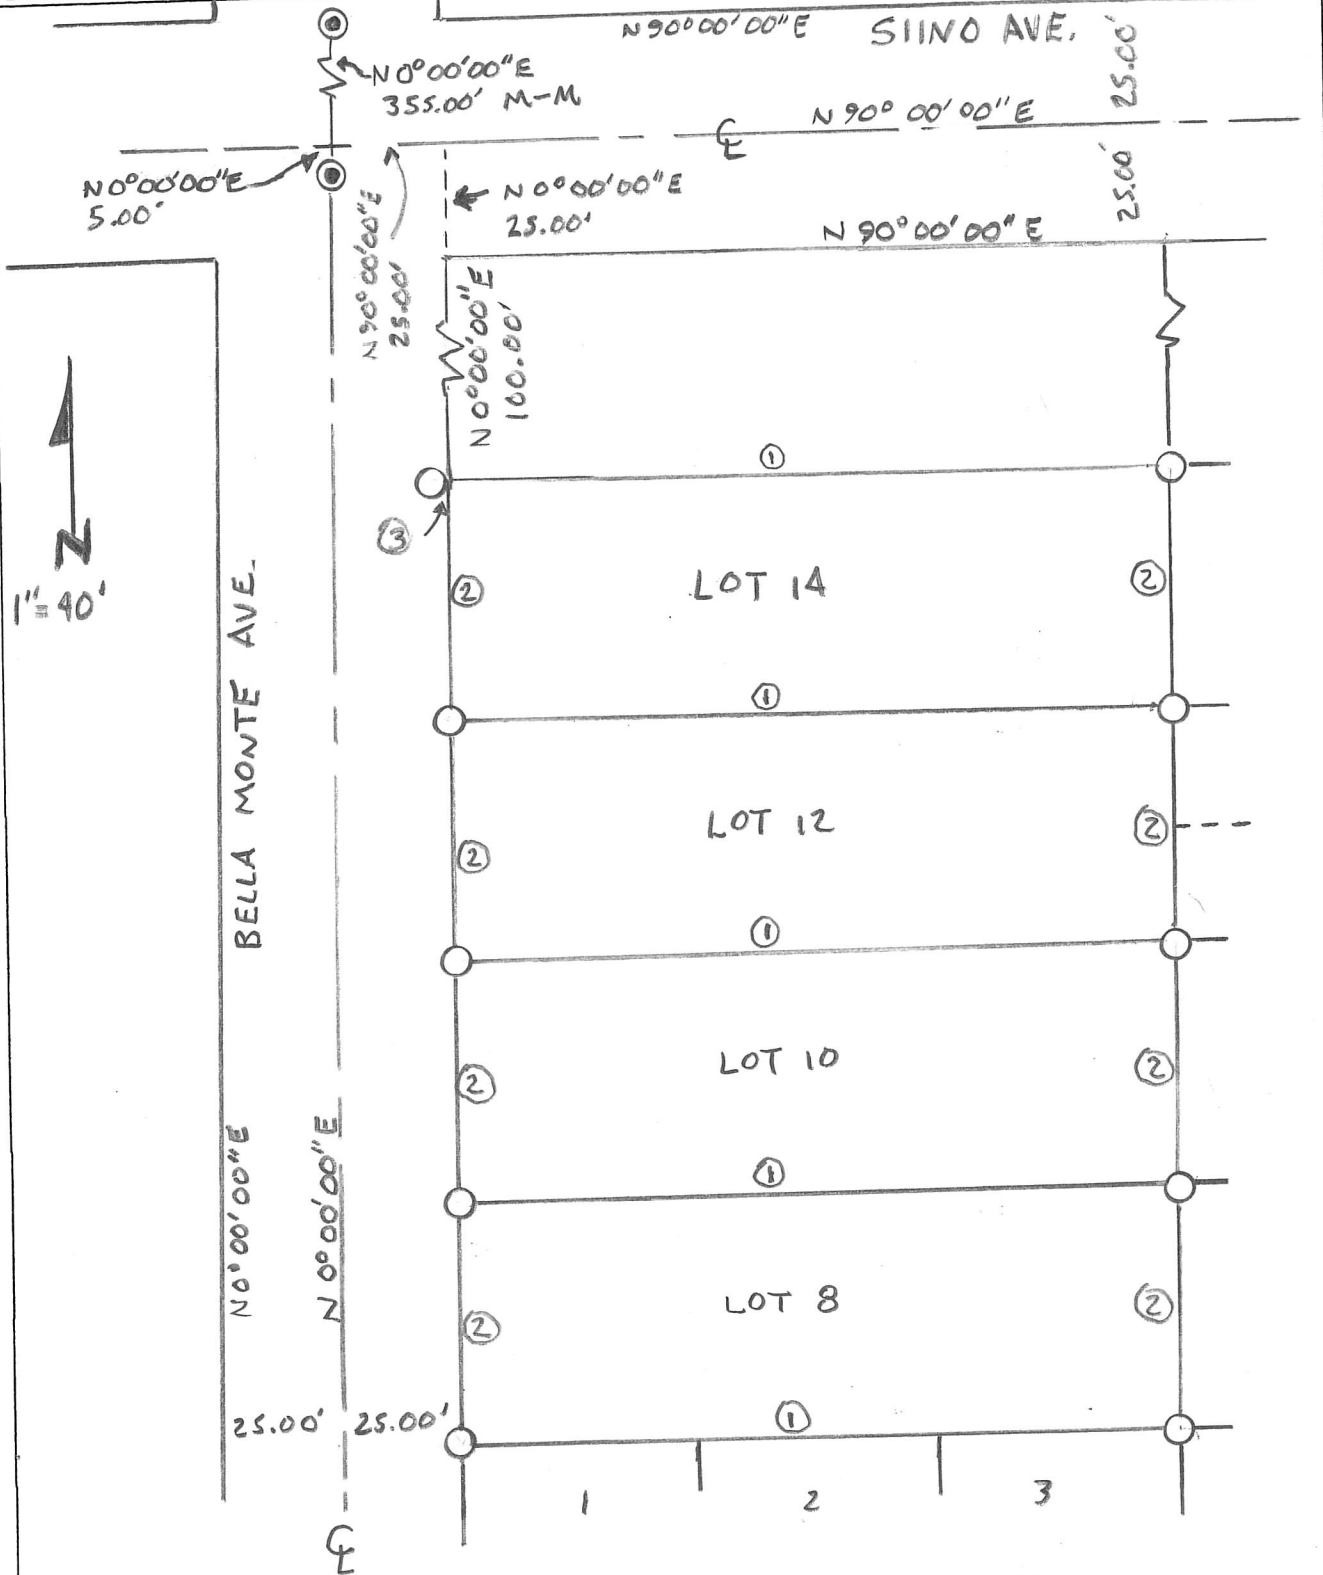 N90°00'00"E SIINO AVE.
25.00'
N0°00'00"E
355.00' M-M
N90°00'00"E
℄
N0°00'00"E
5.00'
N90°00'00"E
25.00'
N0°00'00"E
25.00'
25.00'
N90°00'00"E
N0°00'00"E
100.00'
N
1"=40'
①
③
②
LOT 14
②
①
BELLA MONTE AVE.
②
LOT 12
②
①
②
LOT 10
②
①
N0°00'00"E
N0°00'00"E
②
LOT 8
②
25.00'
25.00'
①
1
2
3
℄